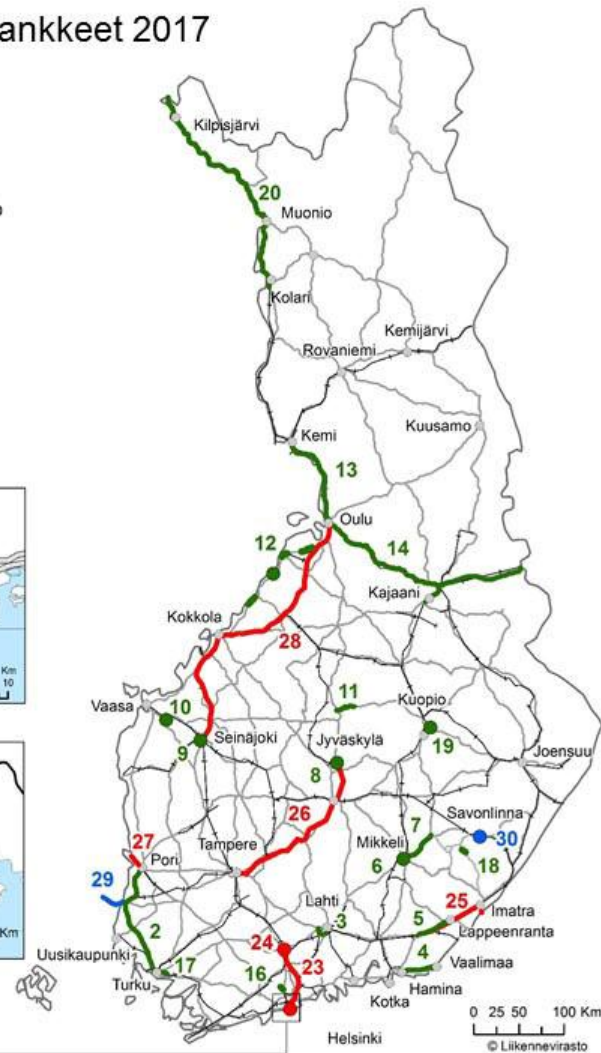 ankkeet 2017
Kilpisjärvi
20
Muonio
Kolari
Kemijärvi
Rovaniemi
Kuusamo
Kemi
13
Oulu
12
14
Kajaani
Kokkola
28
Km
10
Vaasa
10
11
Kuopio
9
Seinäjoki
Jyväskylä
19
Joensuu
8
26
Savonlinna
7
30
27
Tampere
Mikkeli
6
18
Pori
29
Lahti
25
Imatra
5
Lappeenranta
2
3
24
Km
Uusikaupunki
23
4
Vaalimaa
17
16
Turku
Hamina
Kotka
Helsinki
0 25 50 100 Km
© Liikennevirasto